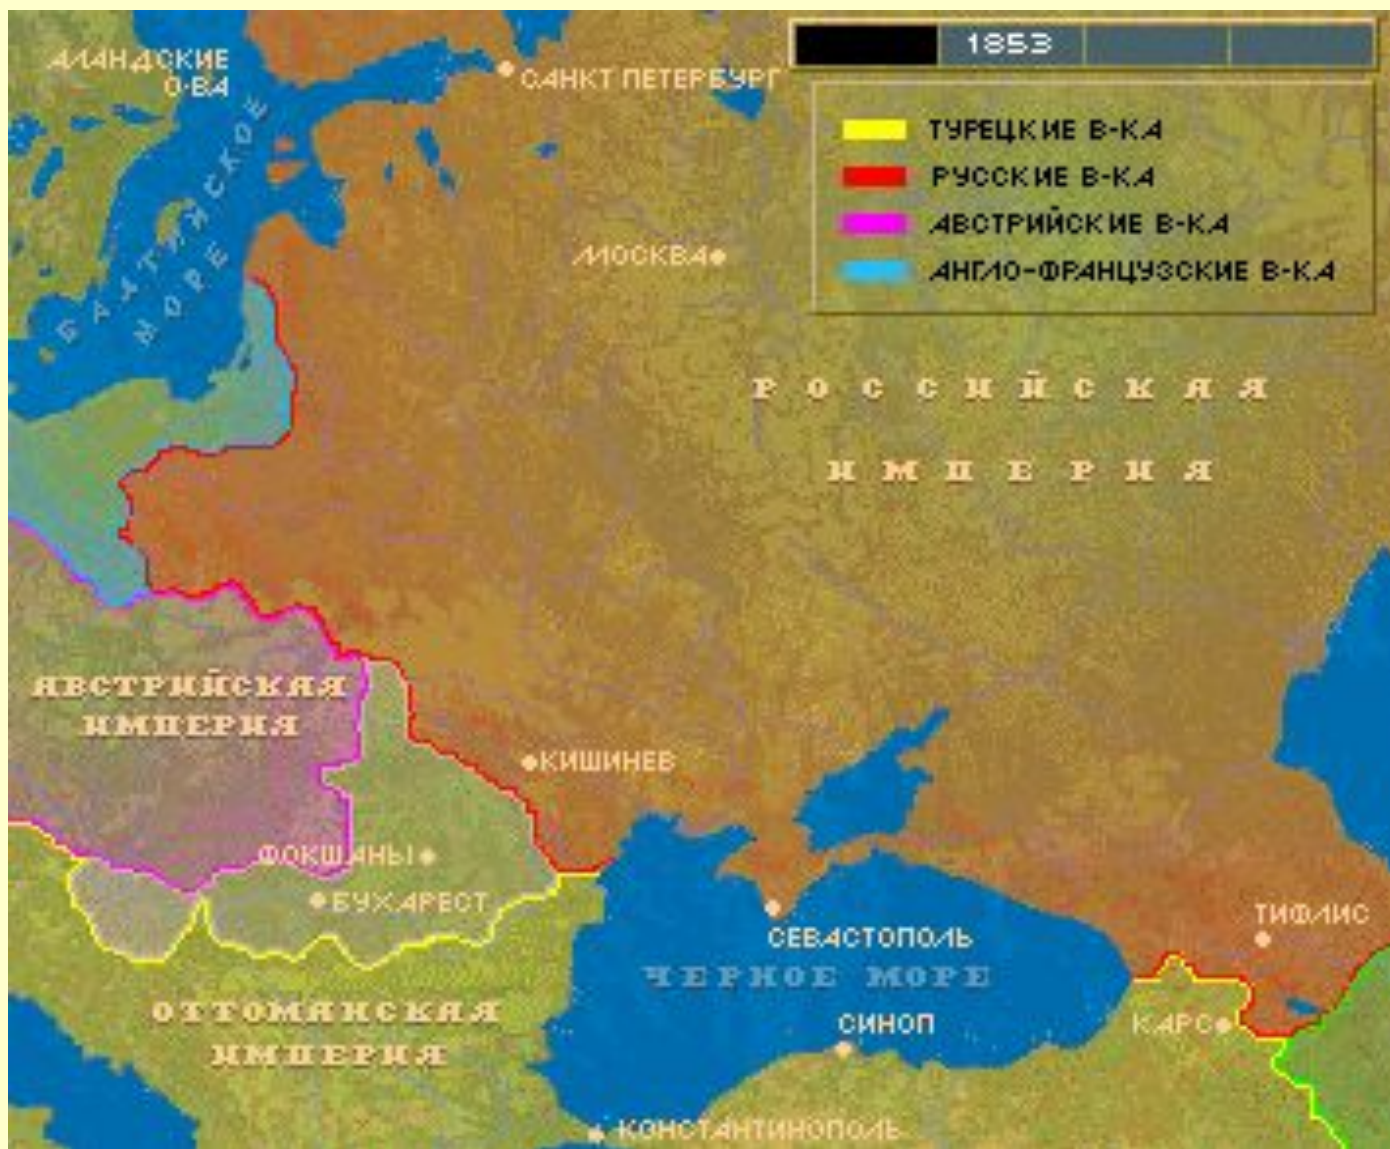 АЛАНДСКИЕ
О-ВА
САНКТ ПЕТЕРБУРГ
1853
ТУРЕЦКИЕ В-КА
РУССКИЕ В-КА
АВСТРИЙСКИЕ В-КА
АНГЛО-ФРАНЦУЗСКИЕ В-КА
БАЛТИЙСКОЕ
МОРЕ
МОСКВА
РОССИЙСКАЯ
ИМПЕРИЯ
АВСТРИЙСКАЯ
ИМПЕРИЯ
КИШИНЕВ
ФОКШАНЫ
БУХАРЕСТ
СЕВАСТОПОЛЬ
ТИФЛИС
ЧЕРНОЕ МОРЕ
ОТТОМАНСКАЯ
ИМПЕРИЯ
СИНОП
КАРС
КОНСТАНТИНОПОЛЬ